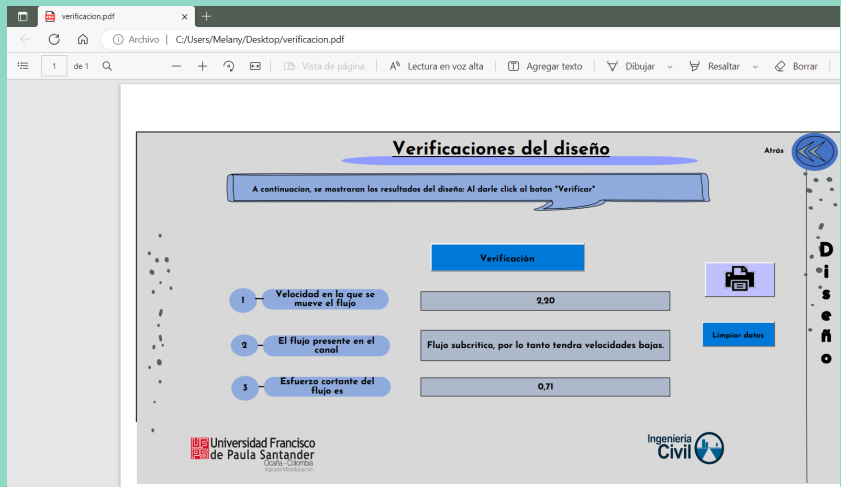 verificacion.pdf
Archivo | C:/Users/Melany/Desktop/verificacion.pdf
1 de 1 Vista de página Lectura en voz alta Agregar texto Dibujar Resaltar Borrar
Verificaciones del diseño
Atrás
A continuacion, se mostraran los resultados del diseño: Al darle click al boton "Verificar"
Verificación
1 Velocidad en la que se
mueve el flujo
2,20
2 El flujo presente en el
canal
Flujo subcritico, por lo tanto tendra velocidades bajas.
Limpiar datos
3 Esfuerzo cortante del
flujo es
0,71
Diseño
UFPS Universidad Francisco
de Paula Santander
Ocaña - Colombia
Vigilada Mineducación
Ingeniería
Civil